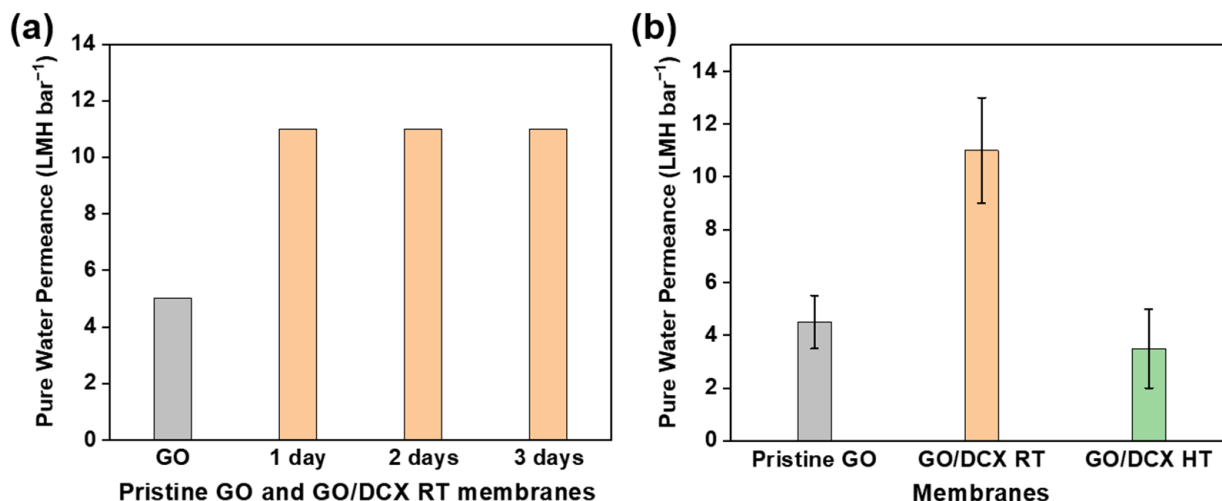 (a)
Pure Water Permeance (LMH bar⁻¹)
14
12
10
8
6
4
2
0
GO 1 day 2 days 3 days
Pristine GO and GO/DCX RT membranes
(b)
Pure Water Permeance (LMH bar⁻¹)
14
12
10
8
6
4
2
0
Pristine GO GO/DCX RT GO/DCX HT
Membranes